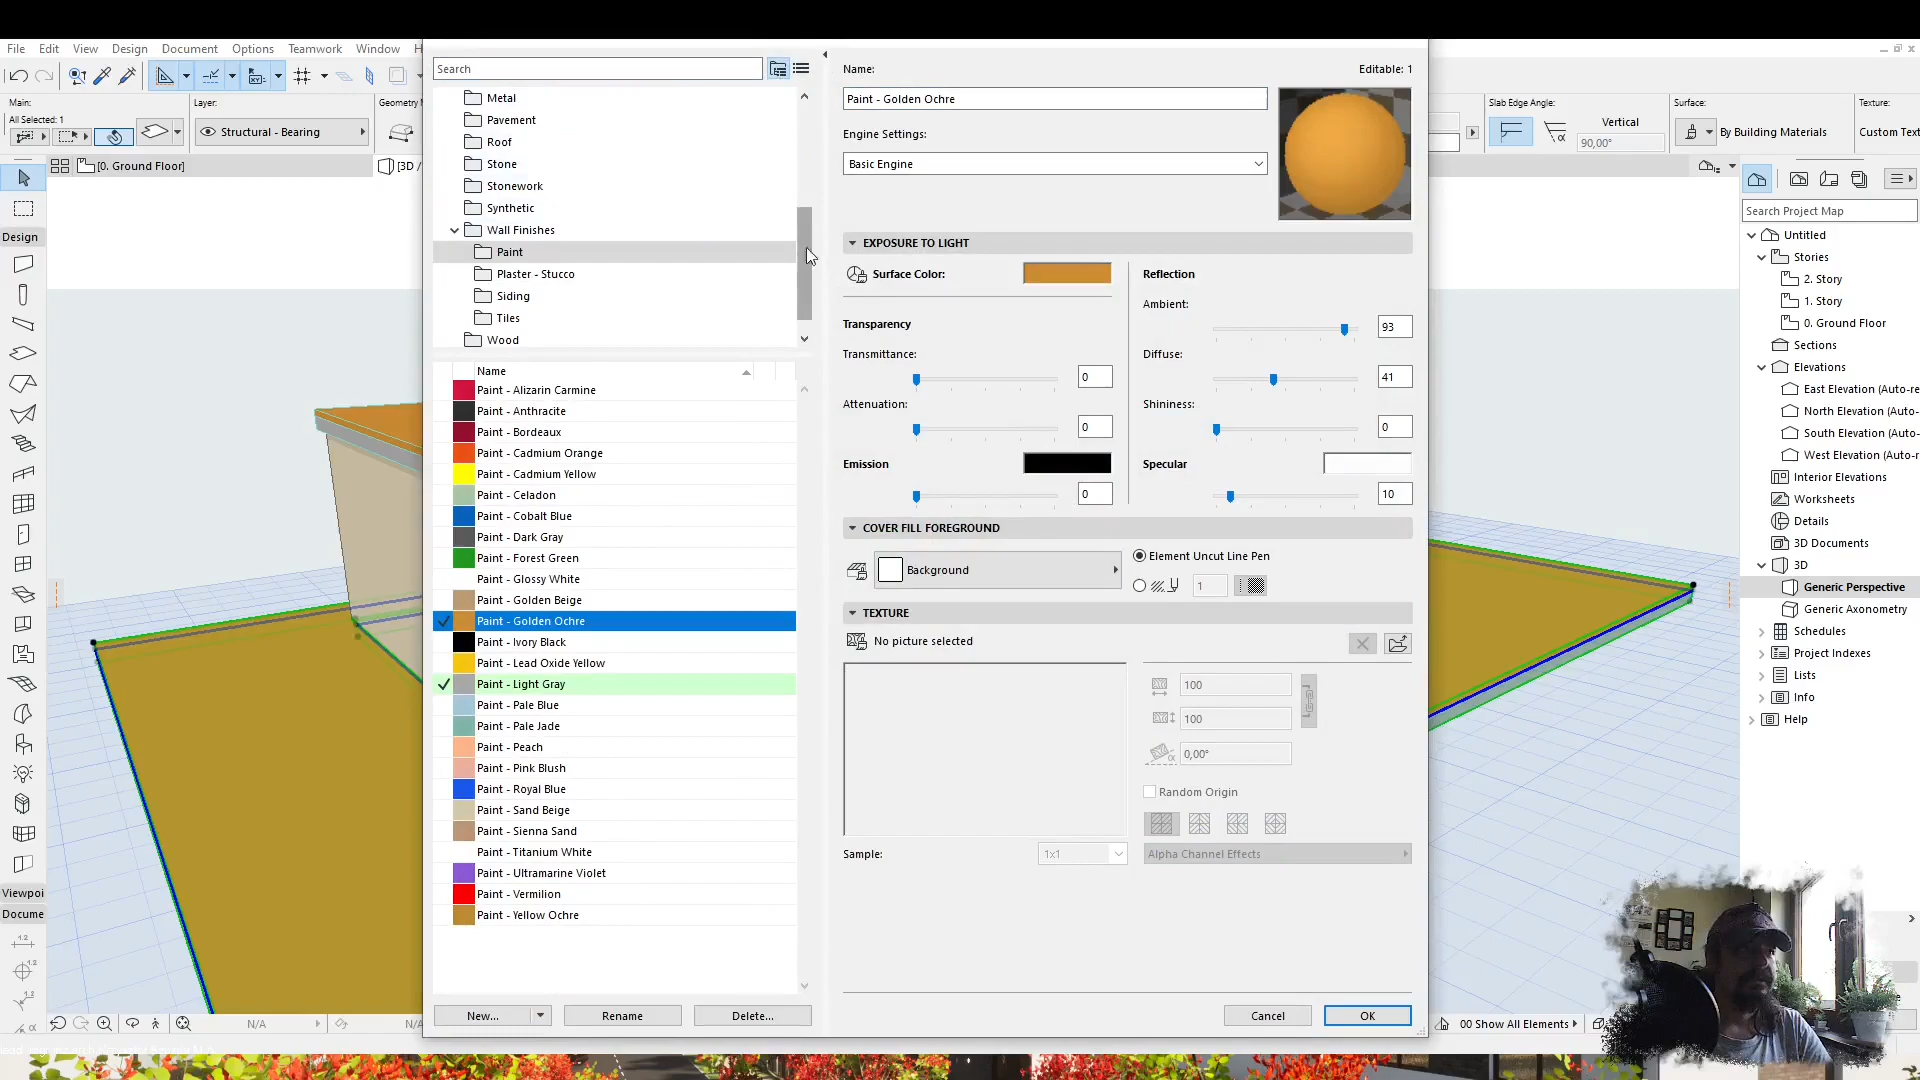 File Edit View Design Document Options Teamwork Window H
Main:
All Selected: 1
Layer:
Structural - Bearing
Geometry M
[0. Ground Floor]
[3D /
Design
Viewpoi
Docume
Search
Metal
Pavement
Roof
Stone
Stonework
Synthetic
Wall Finishes
Paint
Plaster - Stucco
Siding
Tiles
Wood
Name
Paint - Alizarin Carmine
Paint - Anthracite
Paint - Bordeaux
Paint - Cadmium Orange
Paint - Cadmium Yellow
Paint - Celadon
Paint - Cobalt Blue
Paint - Dark Gray
Paint - Forest Green
Paint - Glossy White
Paint - Golden Beige
Paint - Golden Ochre
Paint - Ivory Black
Paint - Lead Oxide Yellow
Paint - Light Gray
Paint - Pale Blue
Paint - Pale Jade
Paint - Peach
Paint - Pink Blush
Paint - Royal Blue
Paint - Sand Beige
Paint - Sienna Sand
Paint - Titanium White
Paint - Ultramarine Violet
Paint - Vermilion
Paint - Yellow Ochre
New... Rename Delete...
Name: Editable: 1
Paint - Golden Ochre
Engine Settings:
Basic Engine
EXPOSURE TO LIGHT
Surface Color:
Transparency
Transmittance:
0
Attenuation:
0
Emission
0
Reflection
Ambient:
93
Diffuse:
41
Shininess:
0
Specular
10
COVER FILL FOREGROUND
Background
Element Uncut Line Pen
1
TEXTURE
No picture selected
100
100
0,00°
Random Origin
Sample: 1x1
Alpha Channel Effects
Cancel OK
Slab Edge Angle:
Vertical
90,00°
Surface:
By Building Materials
Texture:
Custom Text
Search Project Map
Untitled
Stories
2. Story
1. Story
0. Ground Floor
Sections
Elevations
East Elevation (Auto-re
North Elevation (Auto-
South Elevation (Auto-r
West Elevation (Auto-r
Interior Elevations
Worksheets
Details
3D Documents
3D
Generic Perspective
Generic Axonometry
Schedules
Project Indexes
Lists
Info
Help
N/A
N/A
00 Show All Elements